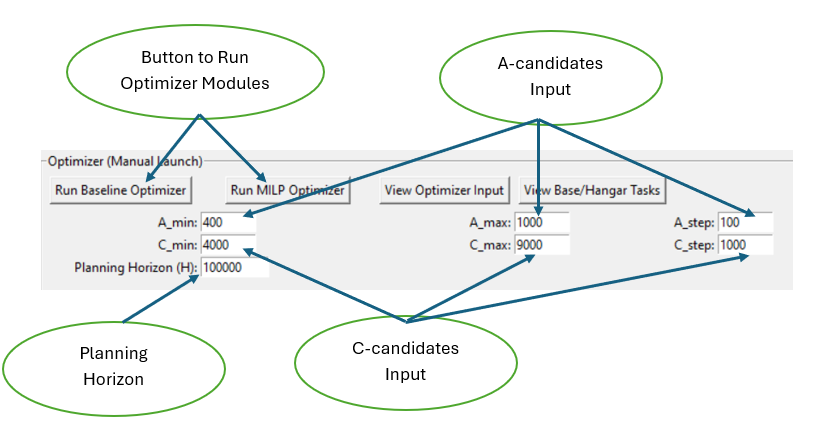 Button to Run
Optimizer Modules
A-candidates
Input
Optimizer (Manual Launch)
Run Baseline Optimizer
Run MILP Optimizer
View Optimizer Input
View Base/Hangar Tasks
A_min: 400
A_max: 1000
A_step: 100
C_min: 4000
C_max: 9000
C_step: 1000
Planning Horizon (H): 100000
Planning
Horizon
C-candidates
Input